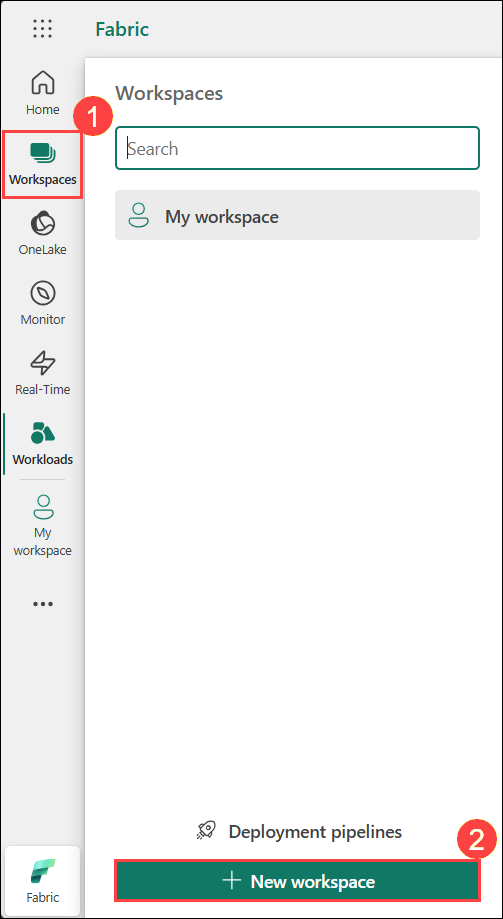 Fabric
Home
Workspaces
OneLake
Monitor
Real-Time
Workloads
My
workspace
Fabric
Workspaces
1
Search
My workspace
Deployment pipelines
2
New workspace